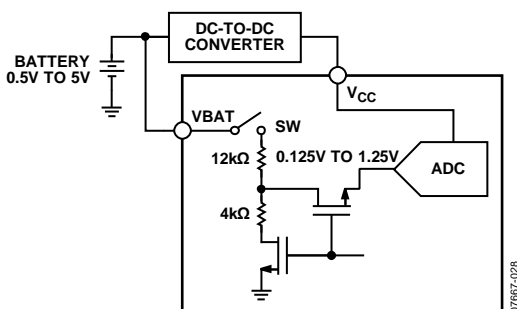 DC-TO-DC
CONVERTER
BATTERY
0.5V TO 5V
VCC
VBAT
SW
12kΩ
0.125V TO 1.25V
ADC
4kΩ
07667-028